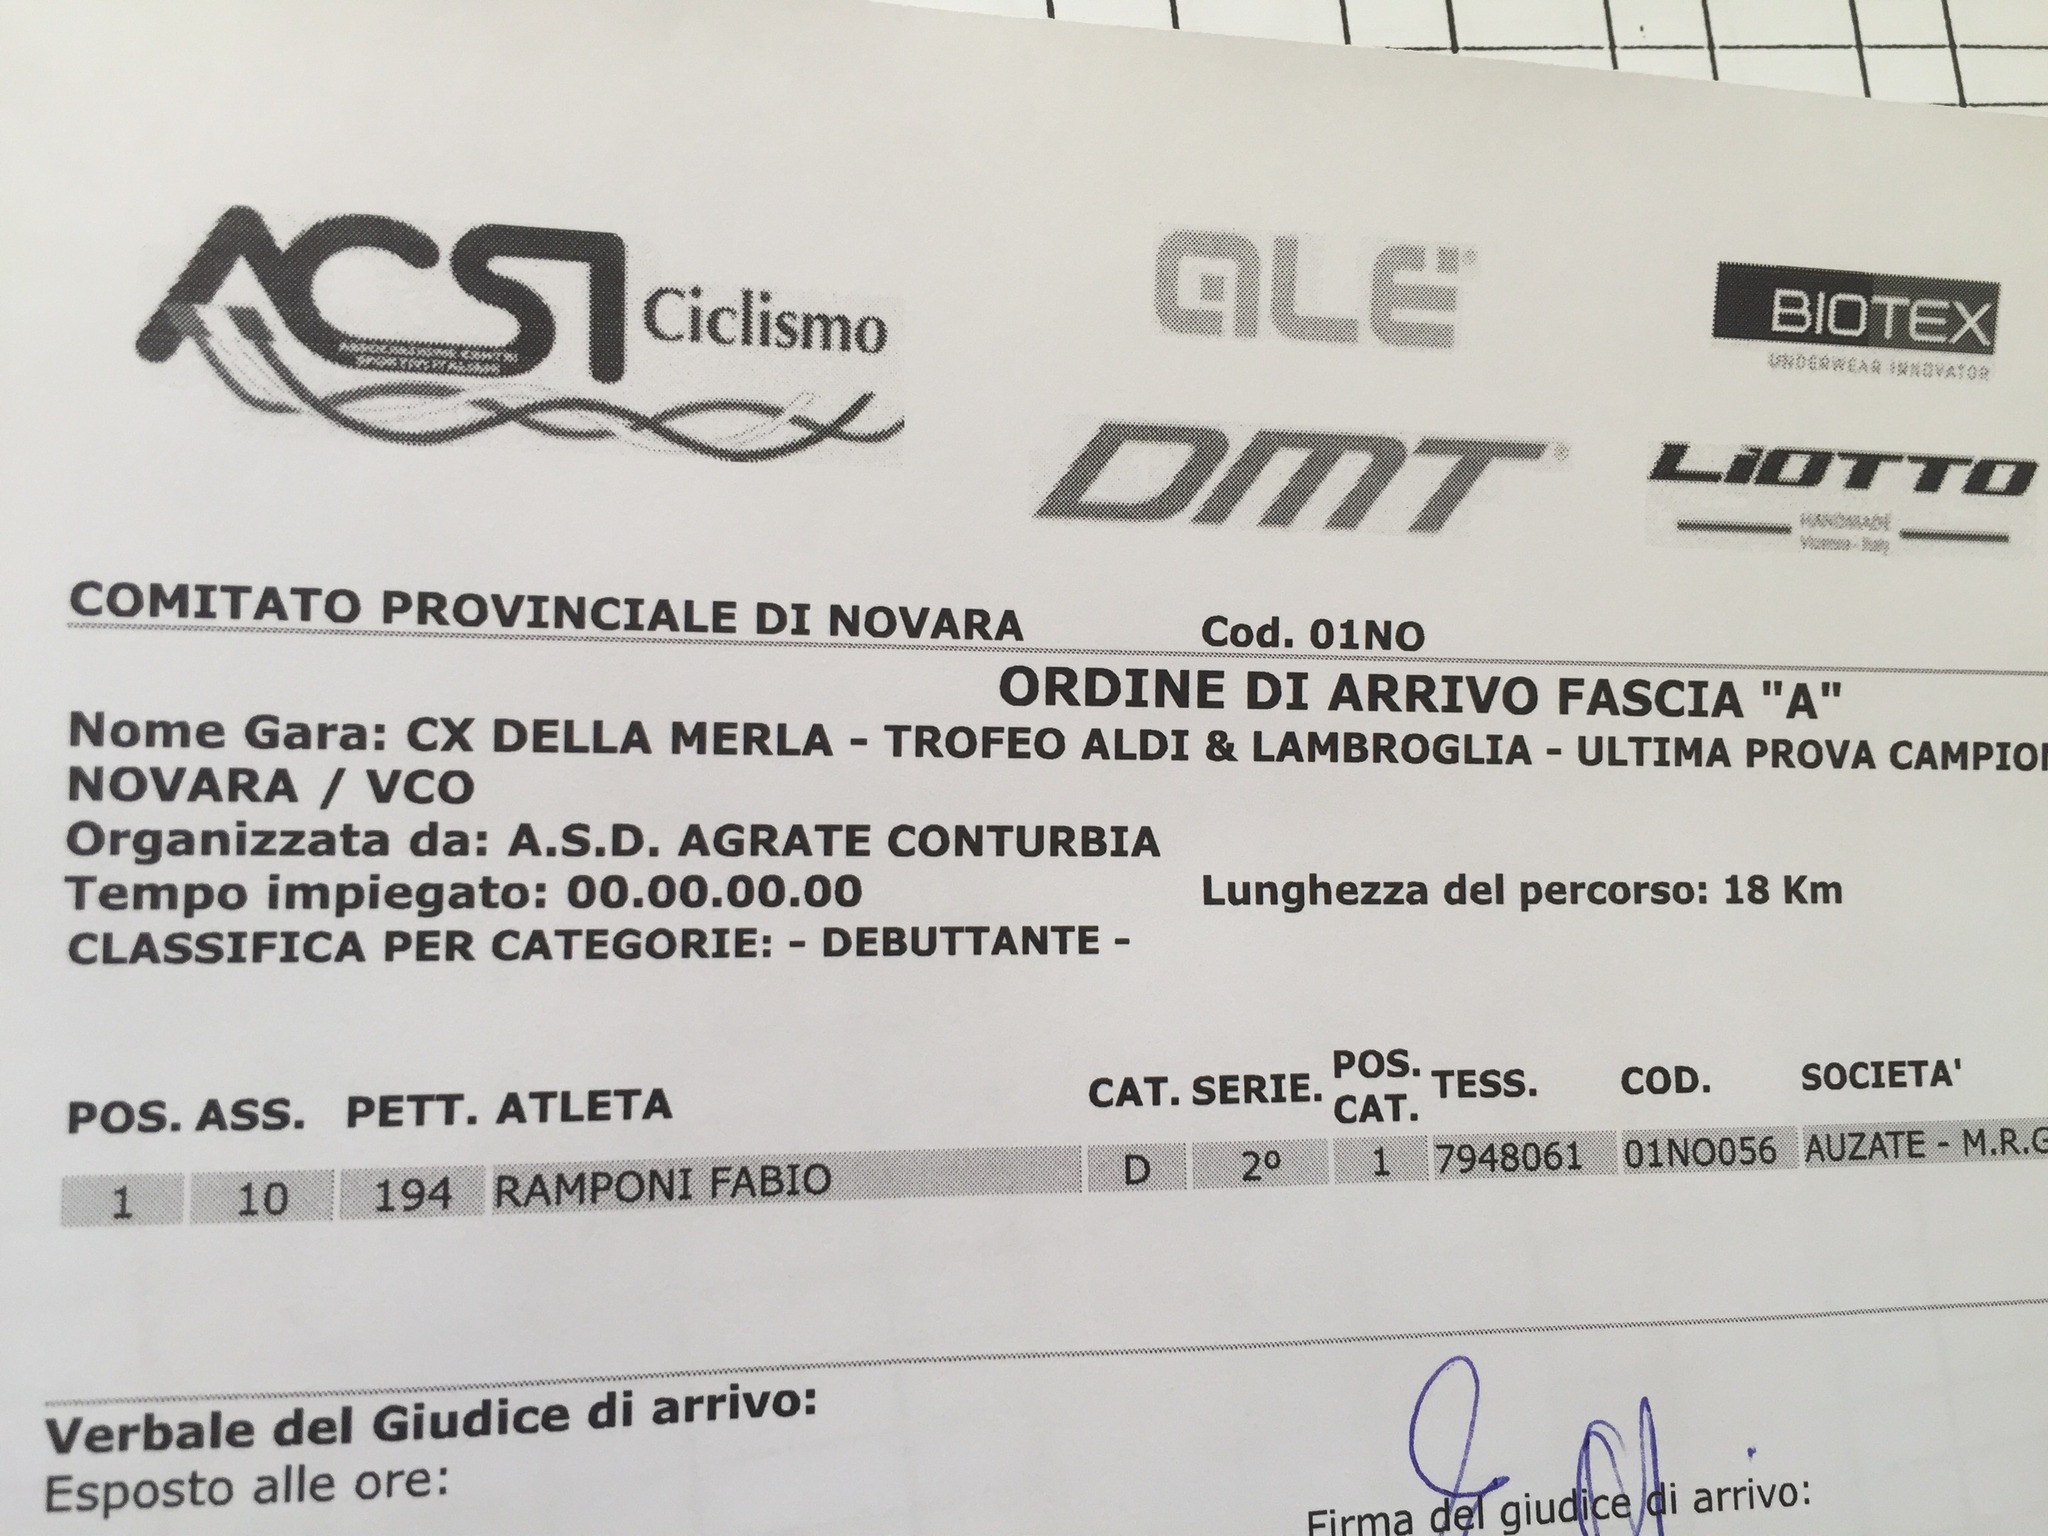 ACSI Ciclismo
ALÉ
BIOTEX
UNDERWEAR INNOVATOR
DMT
LiOTTO
HANDMADE
Vicenza - Italy
COMITATO PROVINCIALE DI NOVARA Cod. 01NO
ORDINE DI ARRIVO FASCIA "A"
Nome Gara: CX DELLA MERLA - TROFEO ALDI & LAMBROGLIA - ULTIMA PROVA CAMPIO
NOVARA / VCO
Organizzata da: A.S.D. AGRATE CONTURBIA
Tempo impiegato: 00.00.00.00 Lunghezza del percorso: 18 Km
CLASSIFICA PER CATEGORIE: - DEBUTTANTE -
POS. ASS. PETT. ATLETA CAT. SERIE. POS. CAT. TESS. COD. SOCIETA'
1 10 194 RAMPONI FABIO D 2º 1 7948061 01NO056 AUZATE - M.R.G
Verbale del Giudice di arrivo:
Esposto alle ore:
Firma del giudice di arrivo: